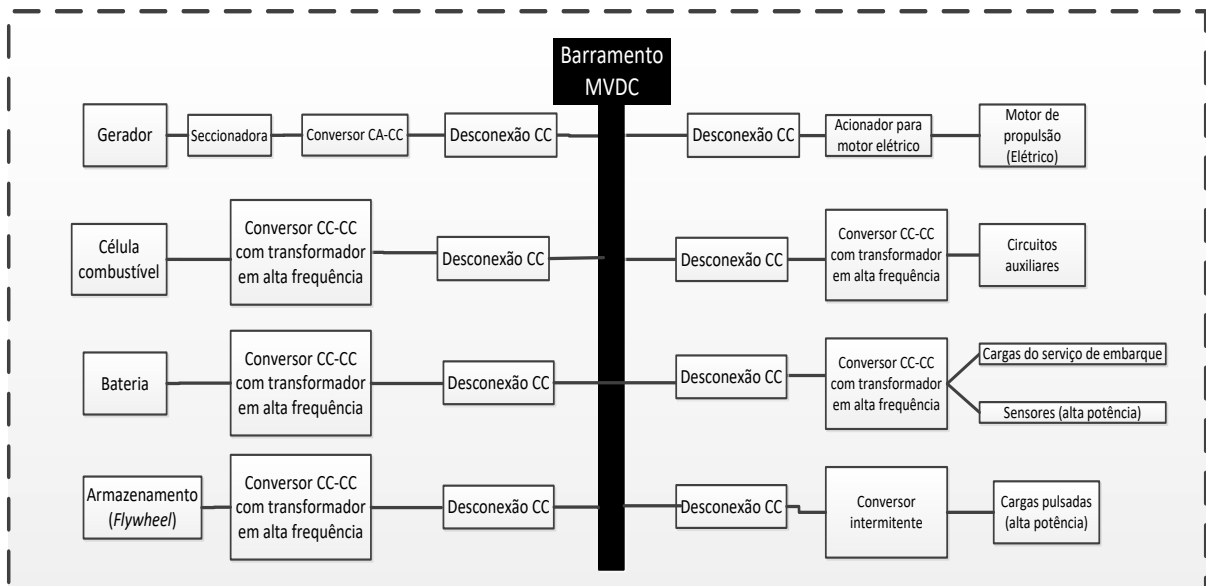 Barramento
MVDC
Gerador
Seccionadora
Conversor CA-CC
Desconexão CC
Desconexão CC
Acionador para
motor elétrico
Motor de
propulsão
(Elétrico)
Célula
combustível
Conversor CC-CC
com transformador
em alta frequência
Desconexão CC
Desconexão CC
Conversor CC-CC
com transformador
em alta frequência
Circuitos
auxiliares
Bateria
Conversor CC-CC
com transformador
em alta frequência
Desconexão CC
Desconexão CC
Conversor CC-CC
com transformador
em alta frequência
Cargas do serviço de embarque
Sensores (alta potência)
Armazenamento
(Flywheel)
Conversor CC-CC
com transformador
em alta frequência
Desconexão CC
Desconexão CC
Conversor
intermitente
Cargas pulsadas
(alta potência)